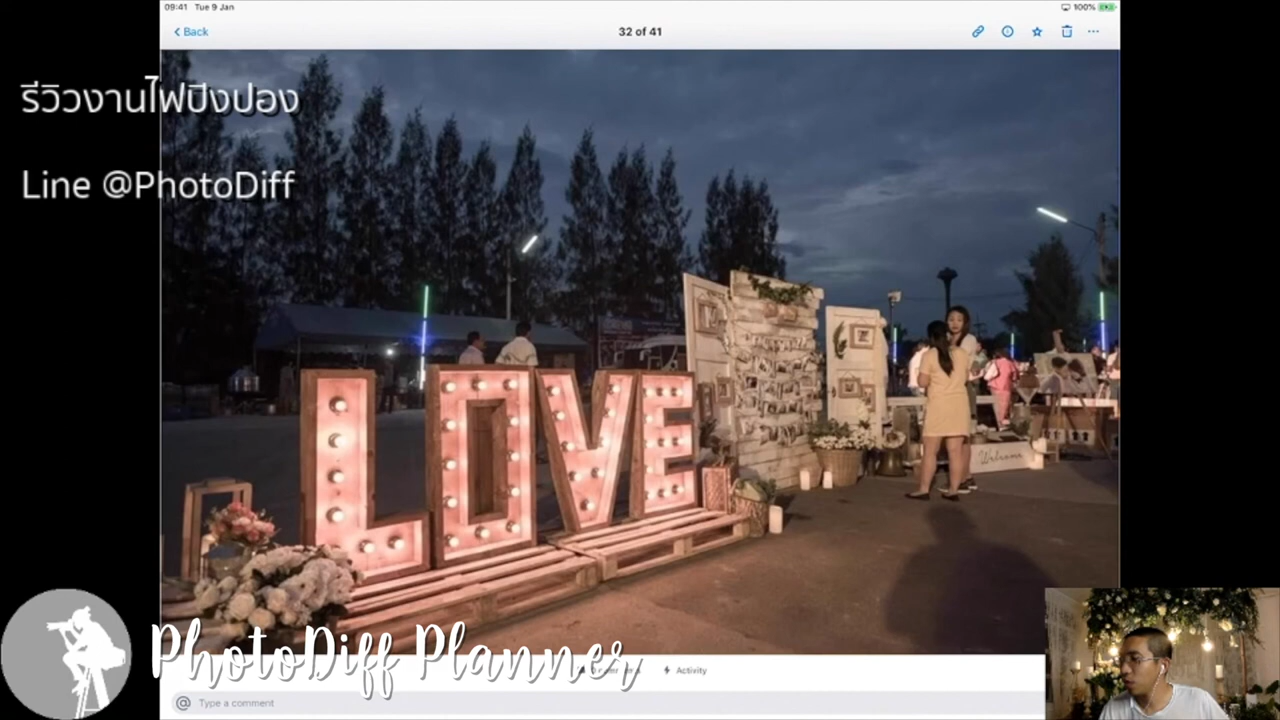 09:41 Tue 9 Jan
100%
Back
32 of 41
รีวิวงานไฟปิงปอง
Line @PhotoDiff
LOVE
Welcome
PhotoDiff Planner
Activity
@ Type a comment